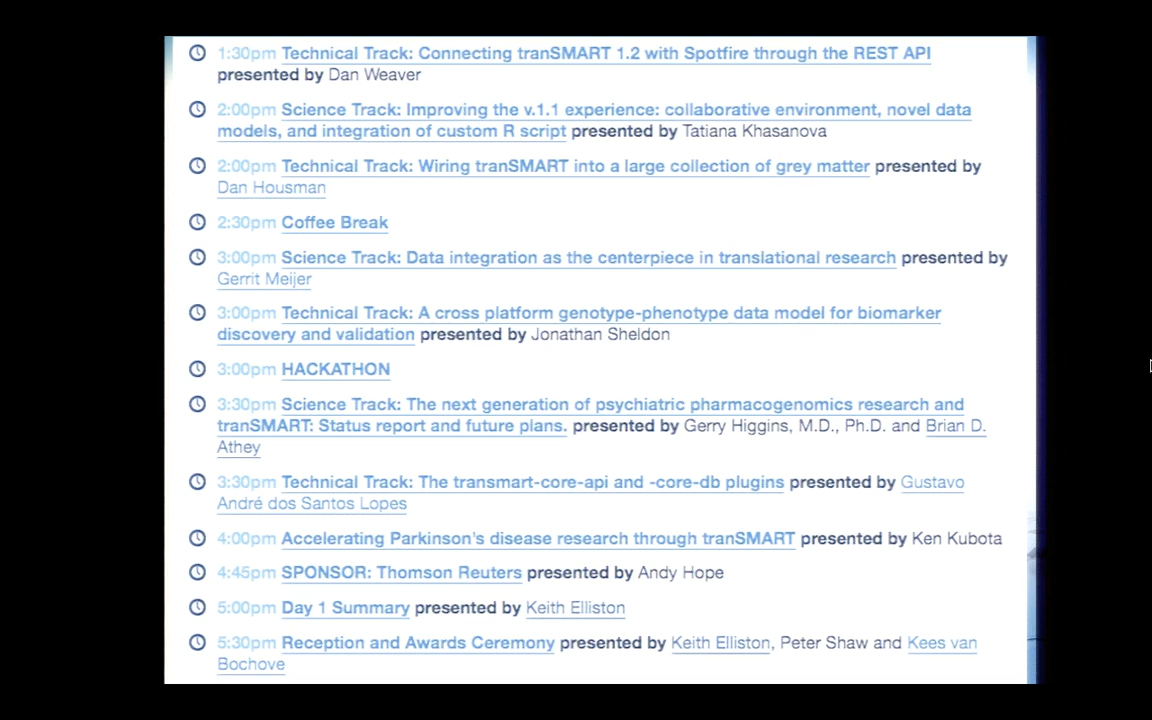 1:30pm Technical Track: Connecting tranSMART 1.2 with Spotfire through the REST API
presented by Dan Weaver
2:00pm Science Track: Improving the v.1.1 experience: collaborative environment, novel data
models, and integration of custom R script presented by Tatiana Khasanova
2:00pm Technical Track: Wiring tranSMART into a large collection of grey matter presented by
Dan Housman
2:30pm Coffee Break
3:00pm Science Track: Data integration as the centerpiece in translational research presented by
Gerrit Meijer
3:00pm Technical Track: A cross platform genotype-phenotype data model for biomarker
discovery and validation presented by Jonathan Sheldon
3:00pm HACKATHON
3:30pm Science Track: The next generation of psychiatric pharmacogenomics research and
tranSMART: Status report and future plans. presented by Gerry Higgins, M.D., Ph.D. and Brian D.
Athey
3:30pm Technical Track: The transmart-core-api and -core-db plugins presented by Gustavo
André dos Santos Lopes
4:00pm Accelerating Parkinson's disease research through tranSMART presented by Ken Kubota
4:45pm SPONSOR: Thomson Reuters presented by Andy Hope
5:00pm Day 1 Summary presented by Keith Elliston
5:30pm Reception and Awards Ceremony presented by Keith Elliston, Peter Shaw and Kees van
Bochove